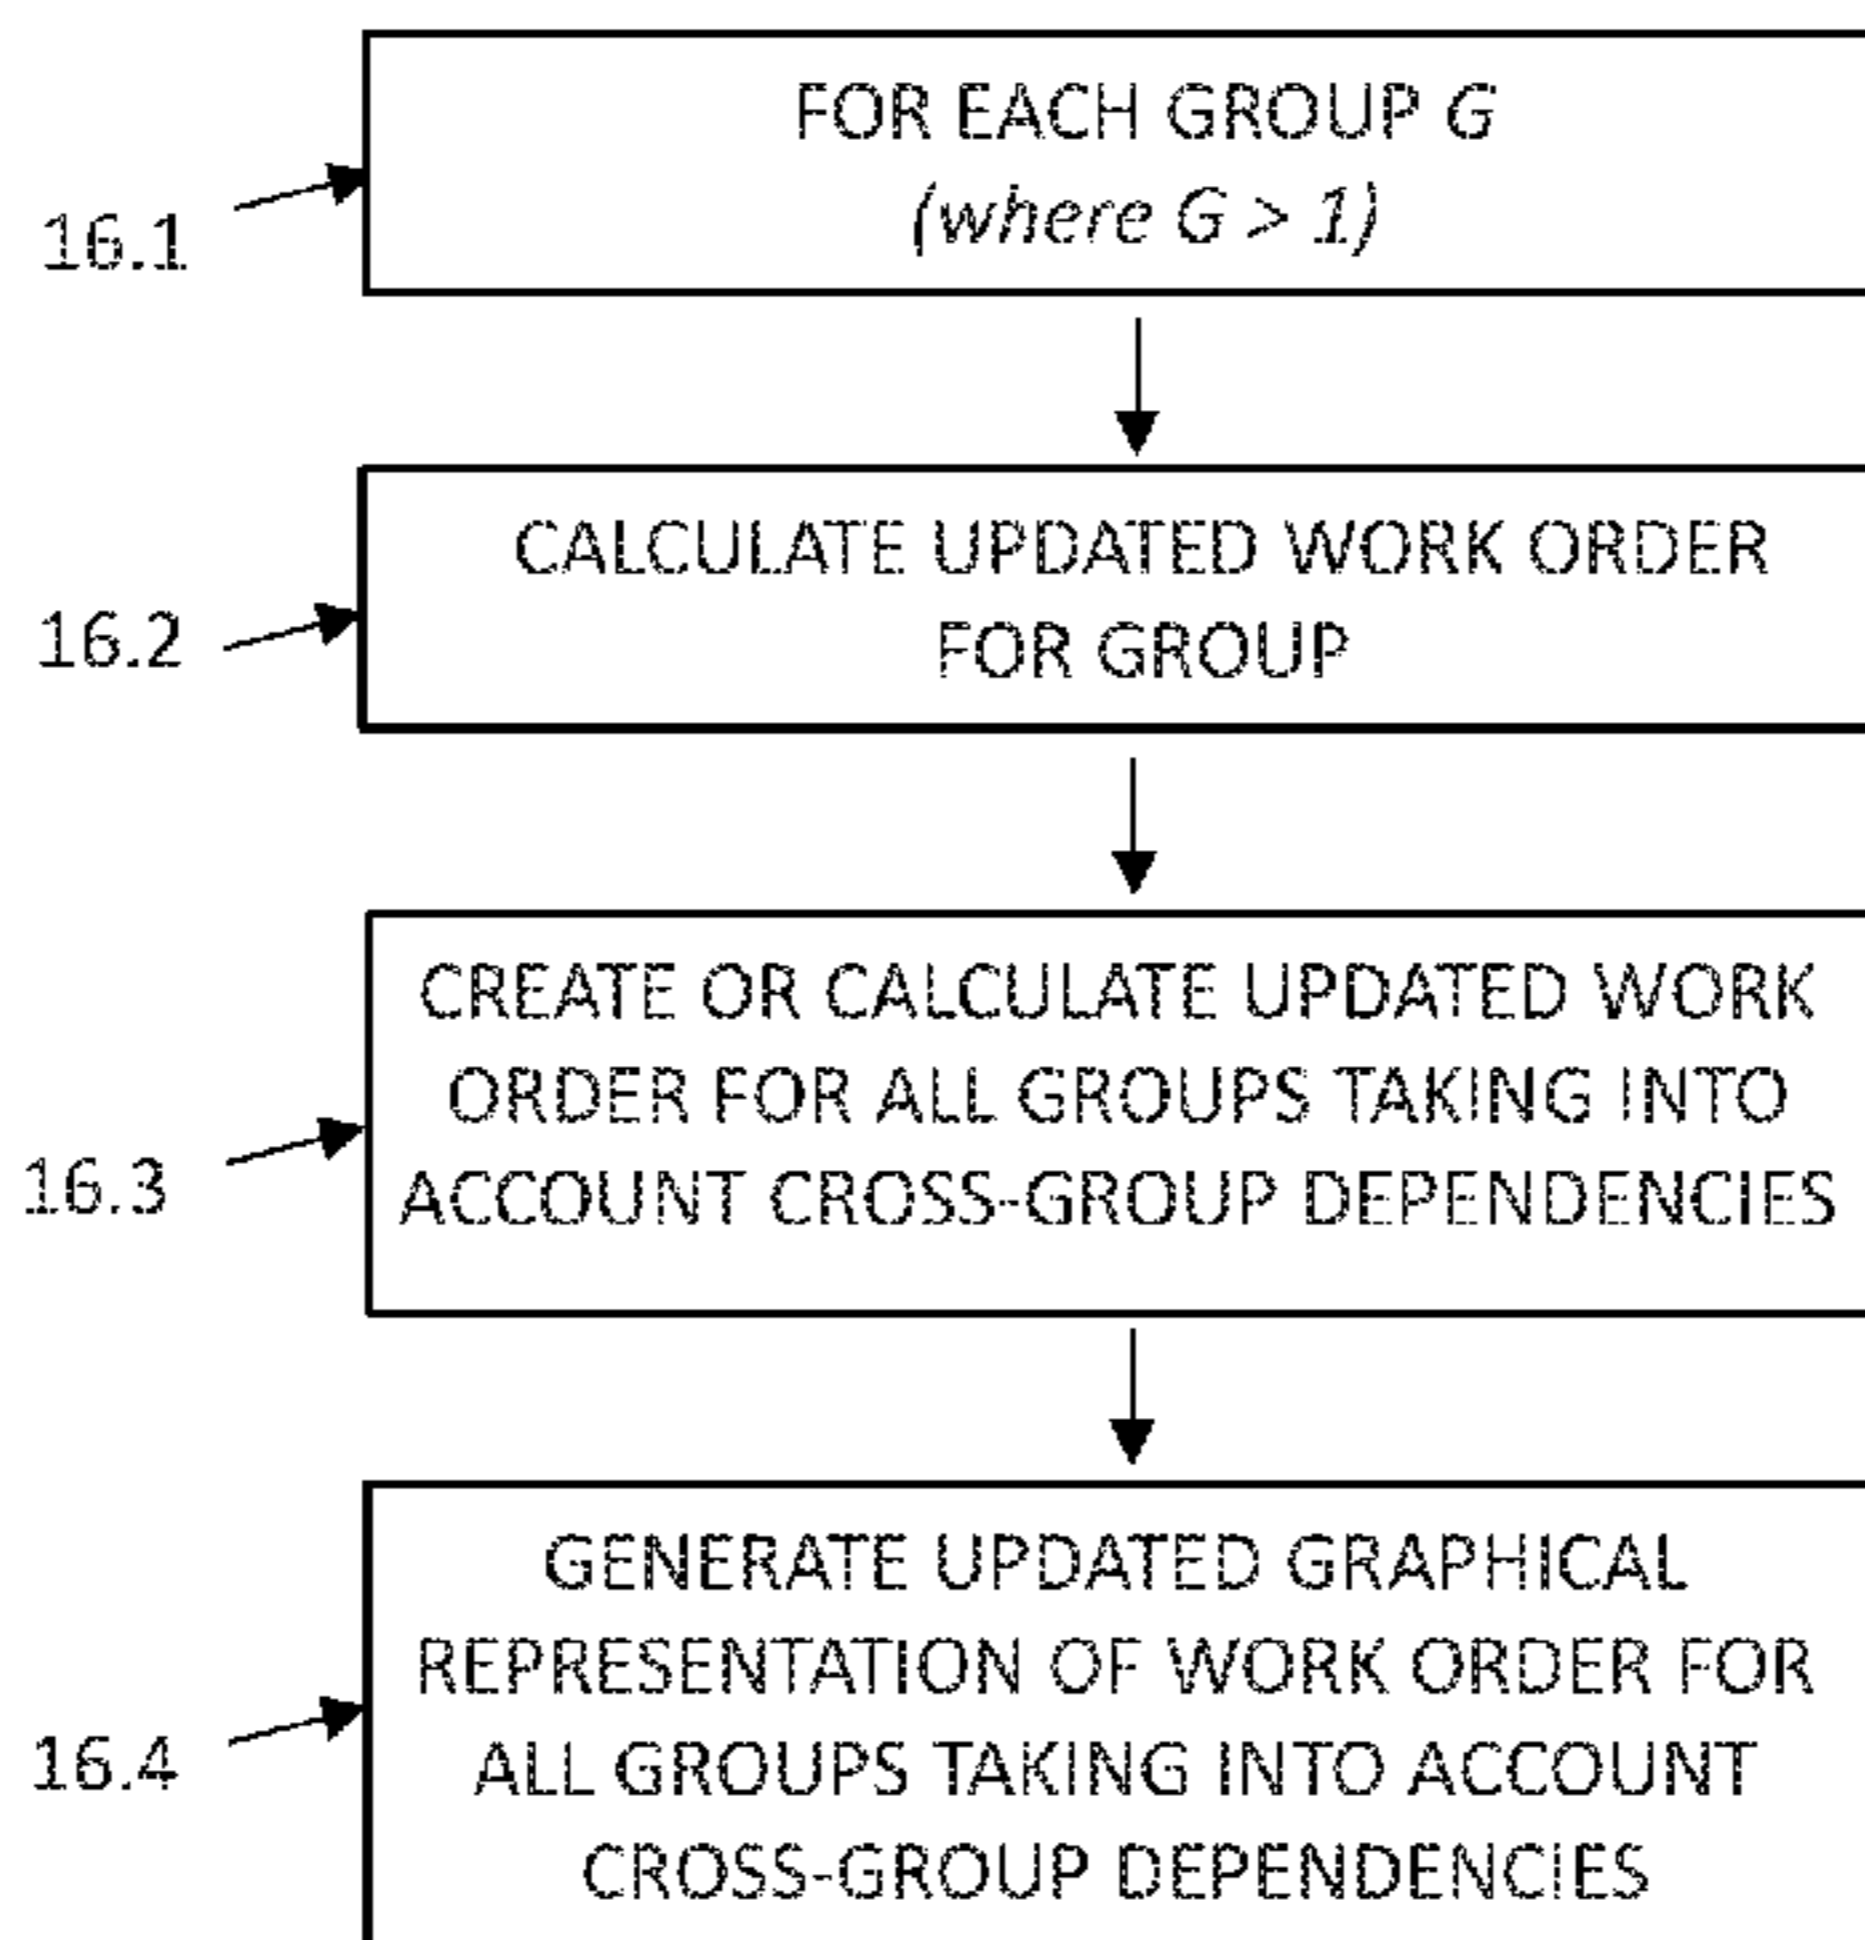 FOR EACH GROUP G
(where G > 1)
16.1
CALCULATE UPDATED WORK ORDER
FOR GROUP
16.2
CREATE OR CALCULATE UPDATED WORK
ORDER FOR ALL GROUPS TAKING INTO
ACCOUNT CROSS-GROUP DEPENDENCIES
16.3
GENERATE UPDATED GRAPHICAL
REPRESENTATION OF WORK ORDER FOR
ALL GROUPS TAKING INTO ACCOUNT
CROSS-GROUP DEPENDENCIES
16.4